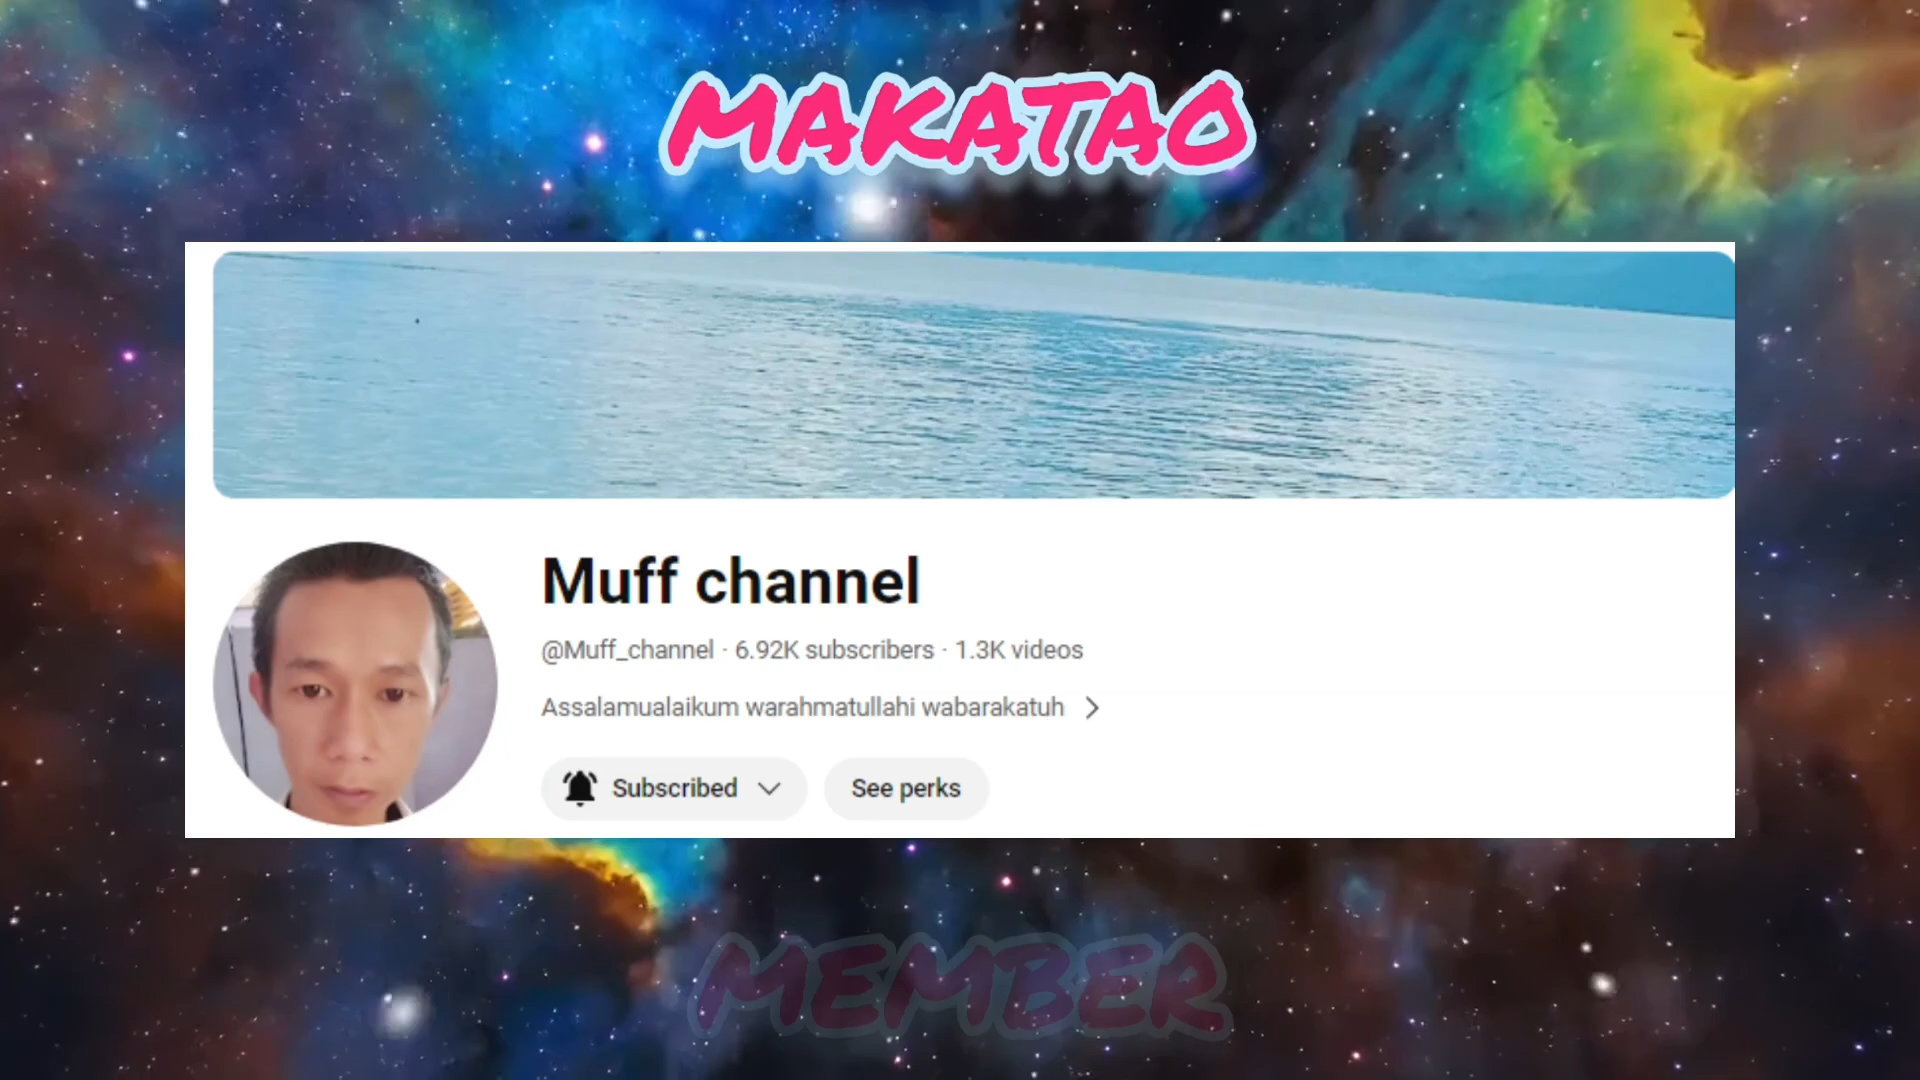 MAKATAO
Muff channel
@Muff_channel · 6.92K subscribers · 1.3K videos
Assalamualaikum warahmatullahi wabarakatuh
Subscribed
See perks
MEMBER